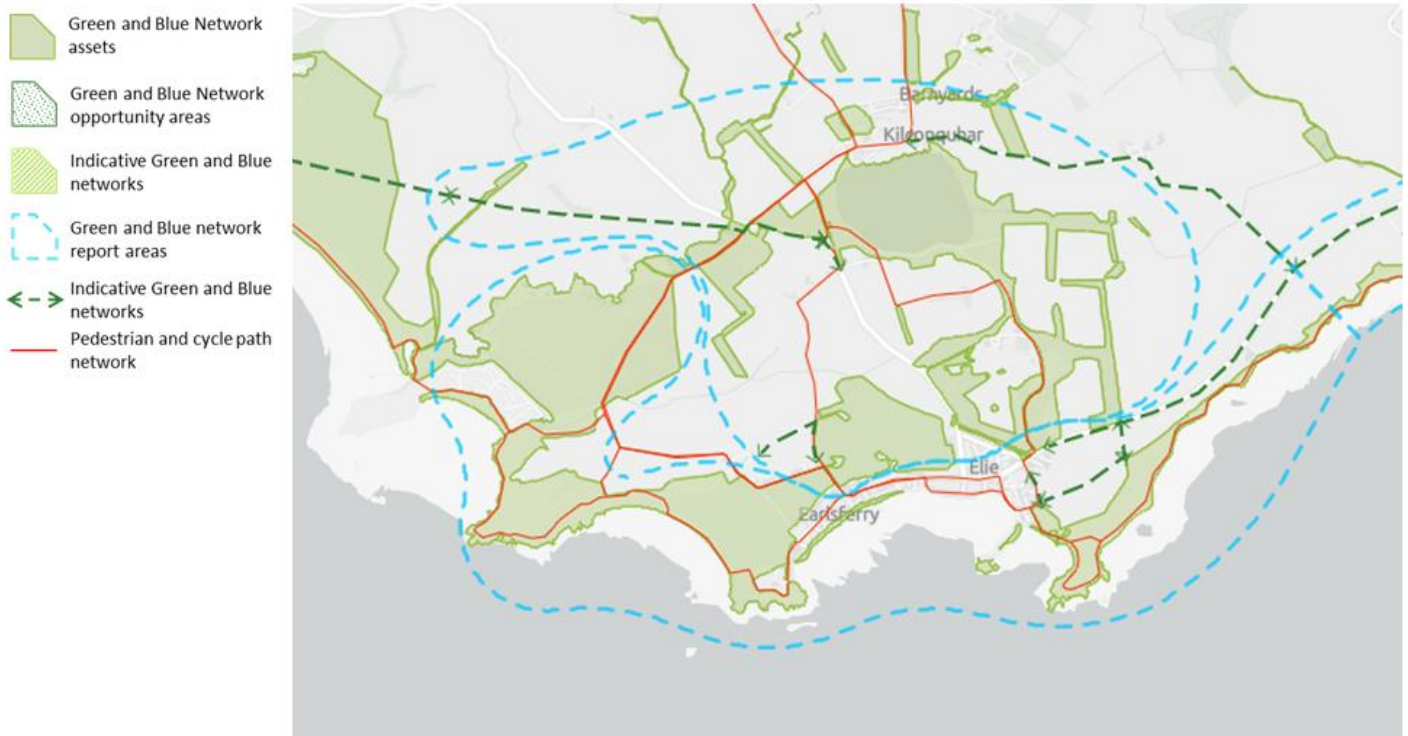 Green and Blue Network
assets
Green and Blue Network
opportunity areas
Indicative Green and Blue
networks
Green and Blue network
report areas
Indicative Green and Blue
networks
Pedestrian and cycle path
network
Barnyards
Kilconquhar
Elie
Earlsferry